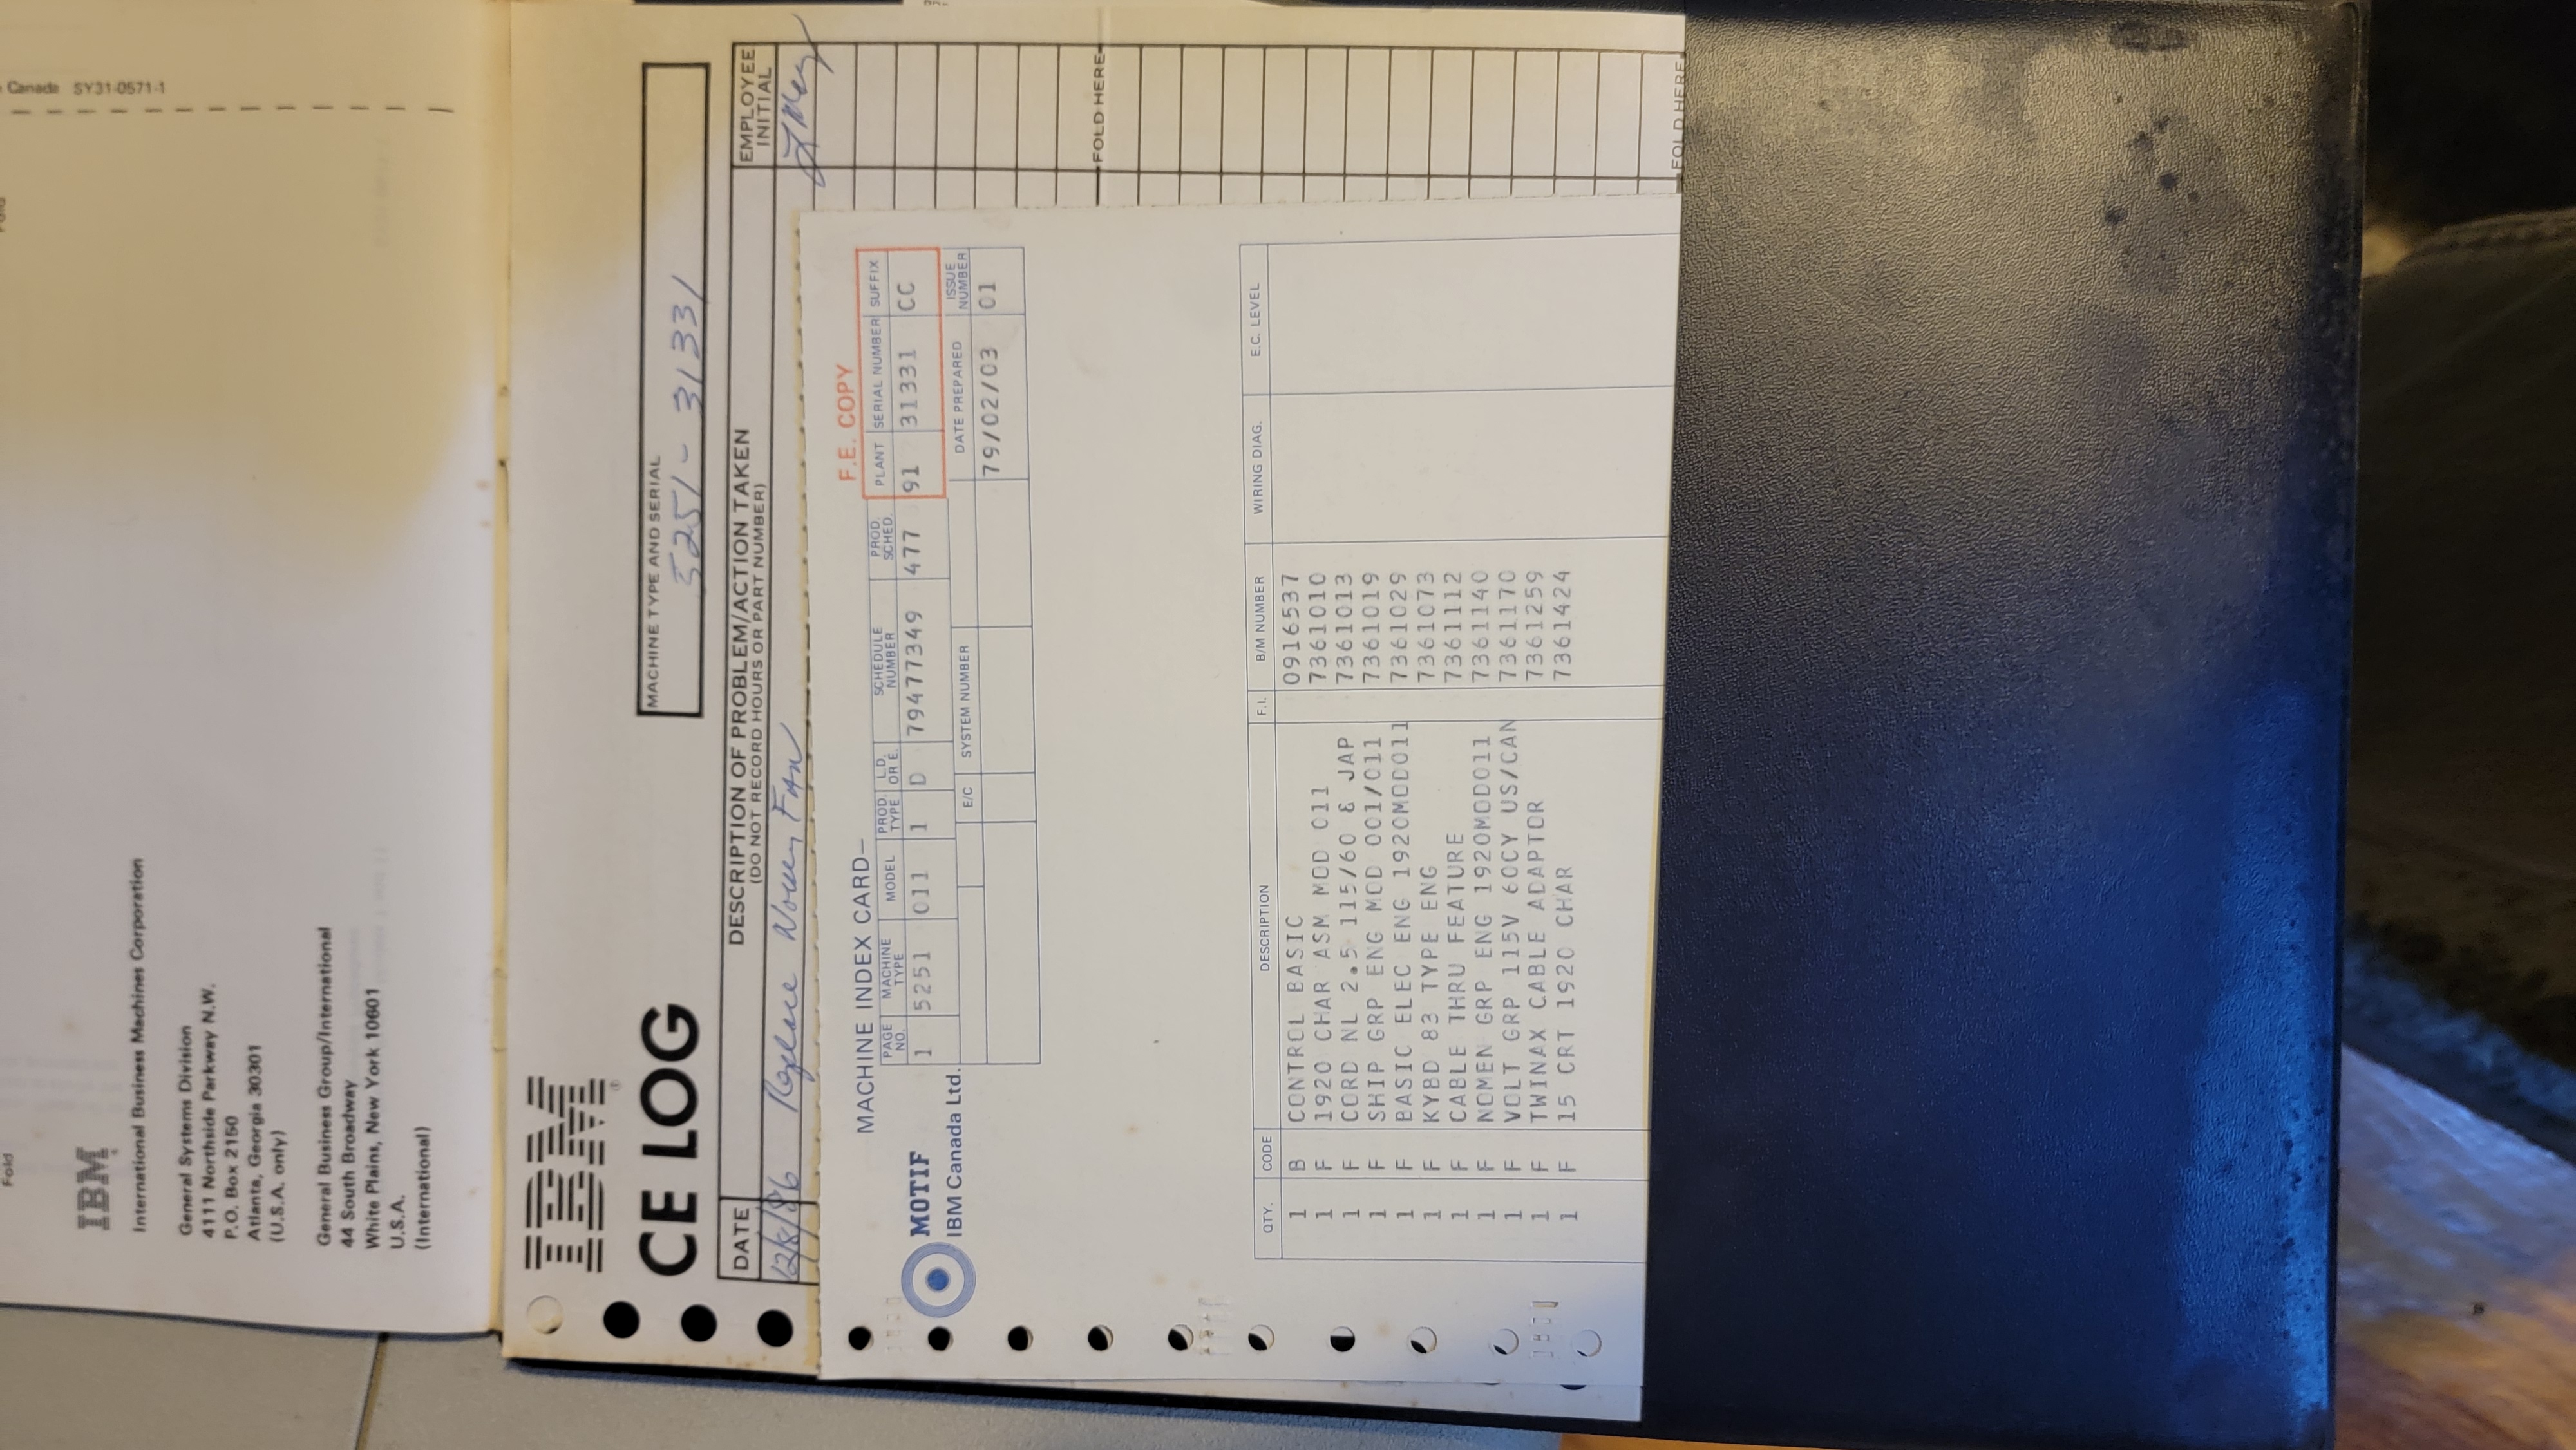 Canada SY31-0571-1
Fold
Fold
IBM
International Business Machines Corporation
General Systems Division
4111 Northside Parkway N.W.
P.O. Box 2150
Atlanta, Georgia 30301
(U.S.A. only)
General Business Group/International
44 South Broadway
White Plains, New York 10601
U.S.A.
(International)
IBM®
CE LOG
MACHINE TYPE AND SERIAL
5251 - 31331
DATE
DESCRIPTION OF PROBLEM/ACTION TAKEN
(DO NOT RECORD HOURS OR PART NUMBER)
EMPLOYEE INITIAL
12/8/86 Replace Noisey Fan
FOLD HERE
FOLD HERE
F.E. COPY
MACHINE INDEX CARD—
MOTIF
IBM Canada Ltd.
PAGE NO. MACHINE TYPE MODEL PROD. TYPE L.D. OR E. SCHEDULE NUMBER PROD. SCHED. PLANT SERIAL NUMBER SUFFIX
1 5251 011 1 D 79477349 477 91 31331 CC
E/C SYSTEM NUMBER DATE PREPARED ISSUE NUMBER
79/02/03 01
QTY. CODE DESCRIPTION F.I. B/M NUMBER WIRING DIAG. E.C. LEVEL
1 B CONTROL BASIC 0916537
1 F 1920 CHAR ASM MOD 011 7361010
1 F CORD NL 2.5 115/60 & JAP 7361013
1 F SHIP GRP ENG MOD 001/011 7361019
1 F BASIC ELEC ENG 1920MOD011 7361029
1 F KYBD 83 TYPE ENG 7361073
1 F CABLE THRU FEATURE 7361112
1 F NOMEN GRP ENG 1920MOD011 7361140
1 F VOLT GRP 115V 60CY US/CAN 7361170
1 F TWINAX CABLE ADAPTOR 7361259
1 F 15 CRT 1920 CHAR 7361424